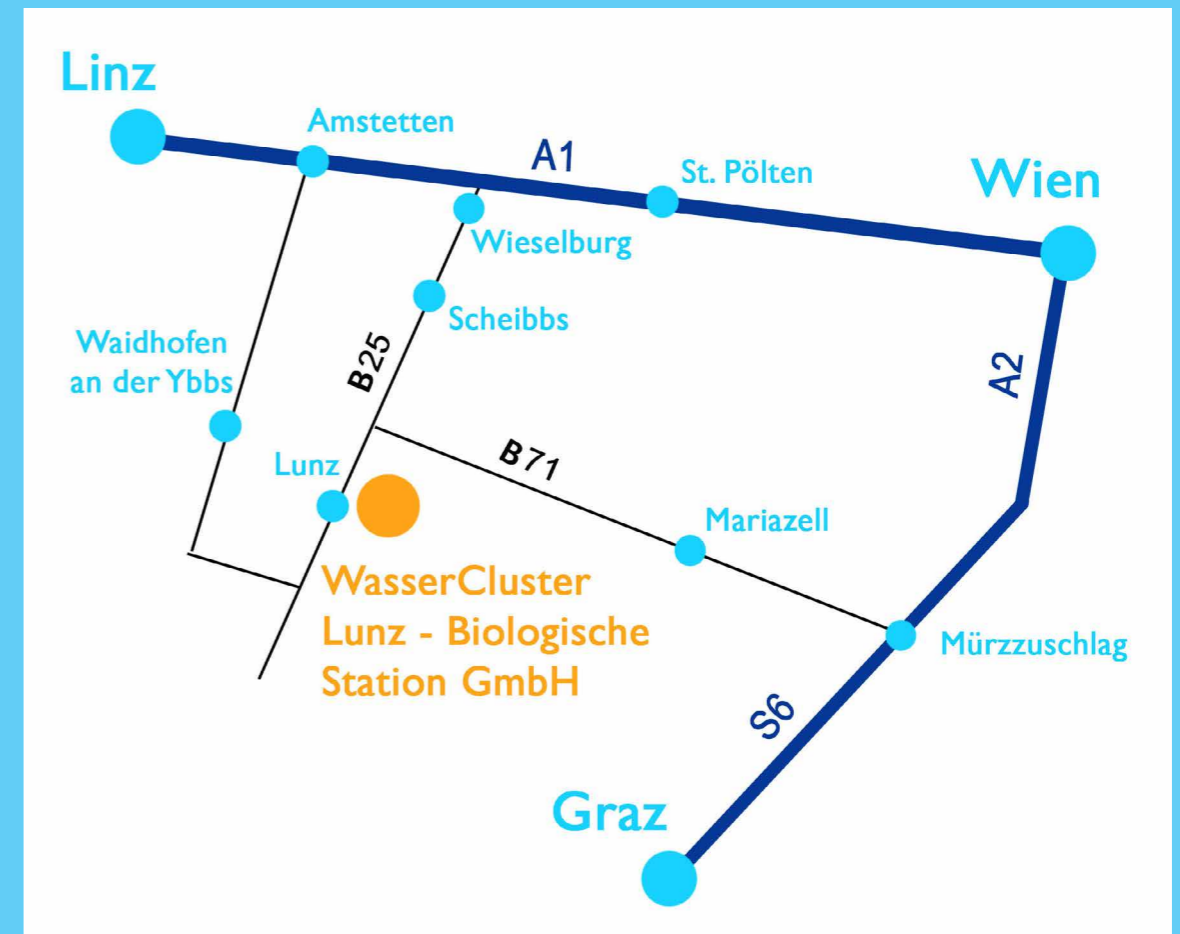 Linz
Amstetten
A1
St. Pölten
Wien
Wieselburg
Scheibbs
Waidhofen
an der Ybbs
B25
A2
Lunz
B71
Mariazell
WasserCluster
Lunz - Biologische
Station GmbH
Mürzzuschlag
S6
Graz